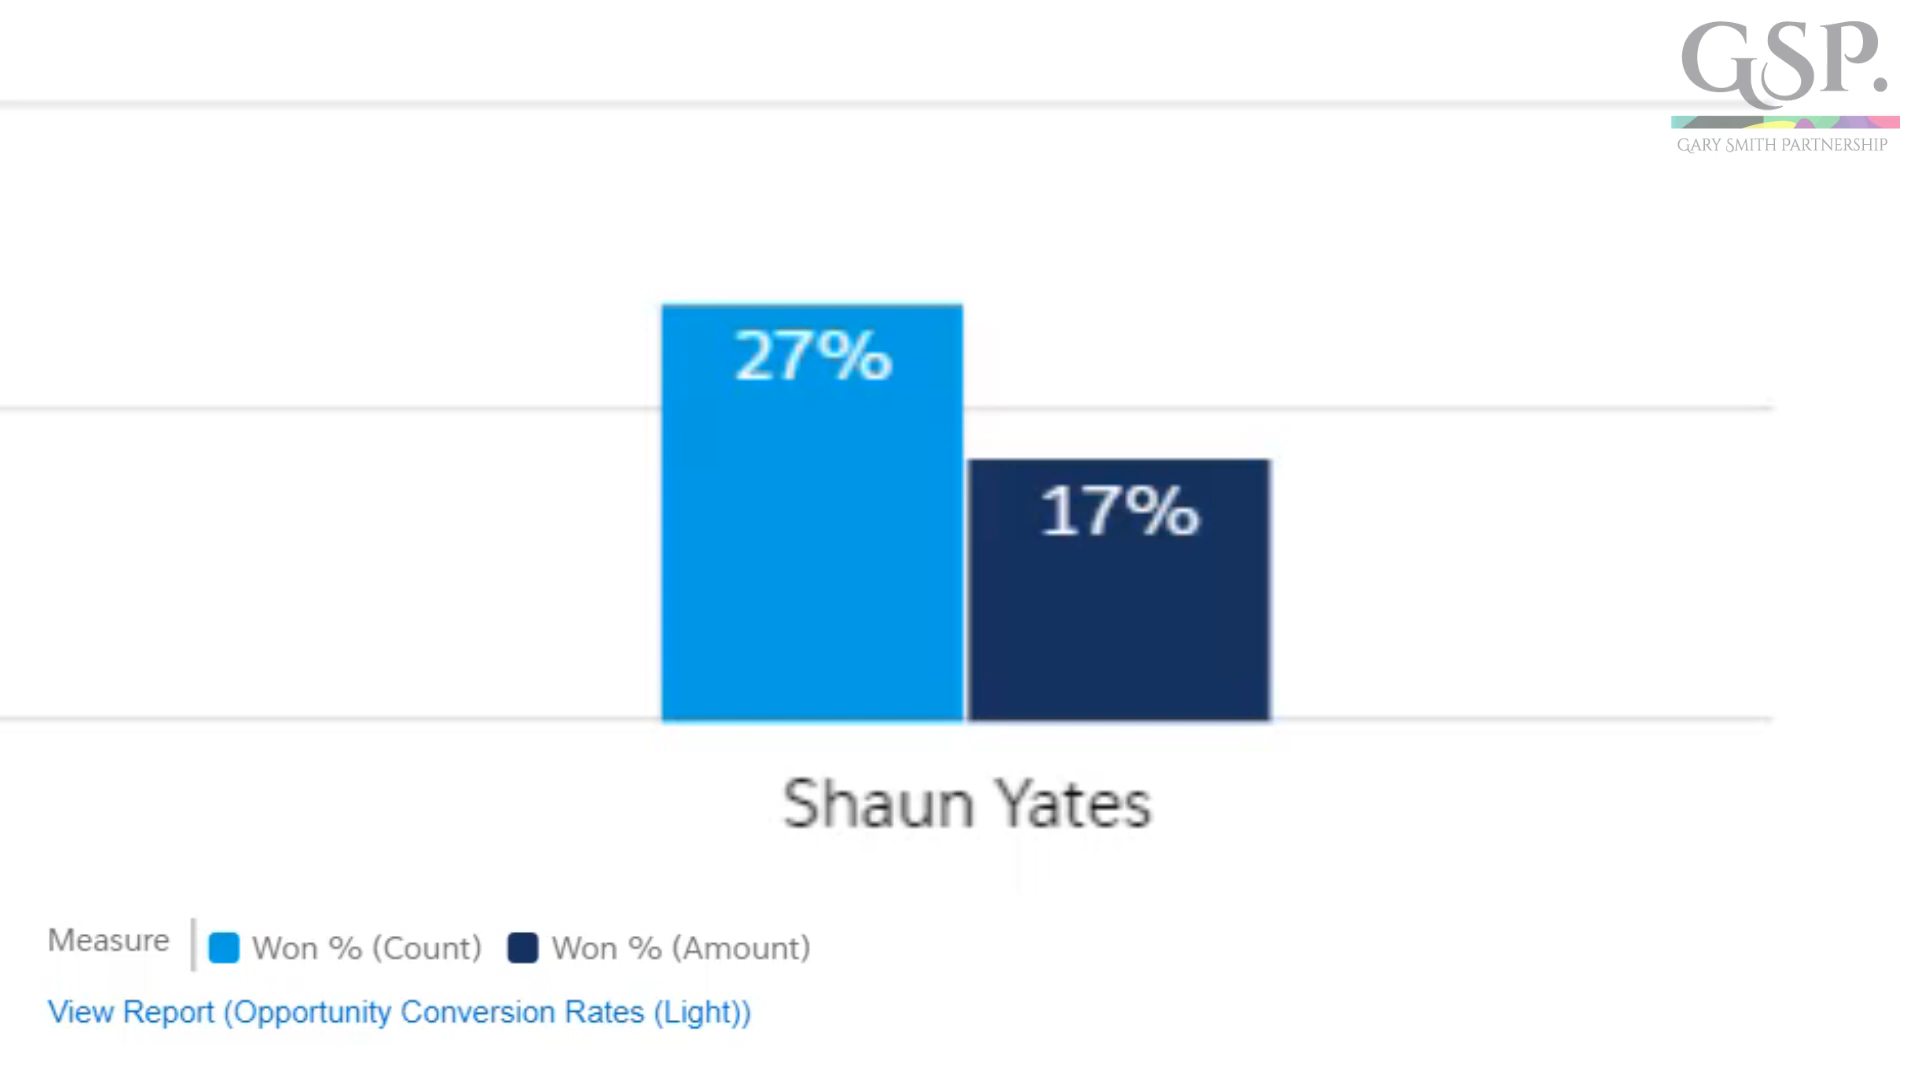 GSP.
GARY SMITH PARTNERSHIP
27%
17%
Shaun Yates
Measure
Won % (Count)
Won % (Amount)
View Report (Opportunity Conversion Rates (Light))